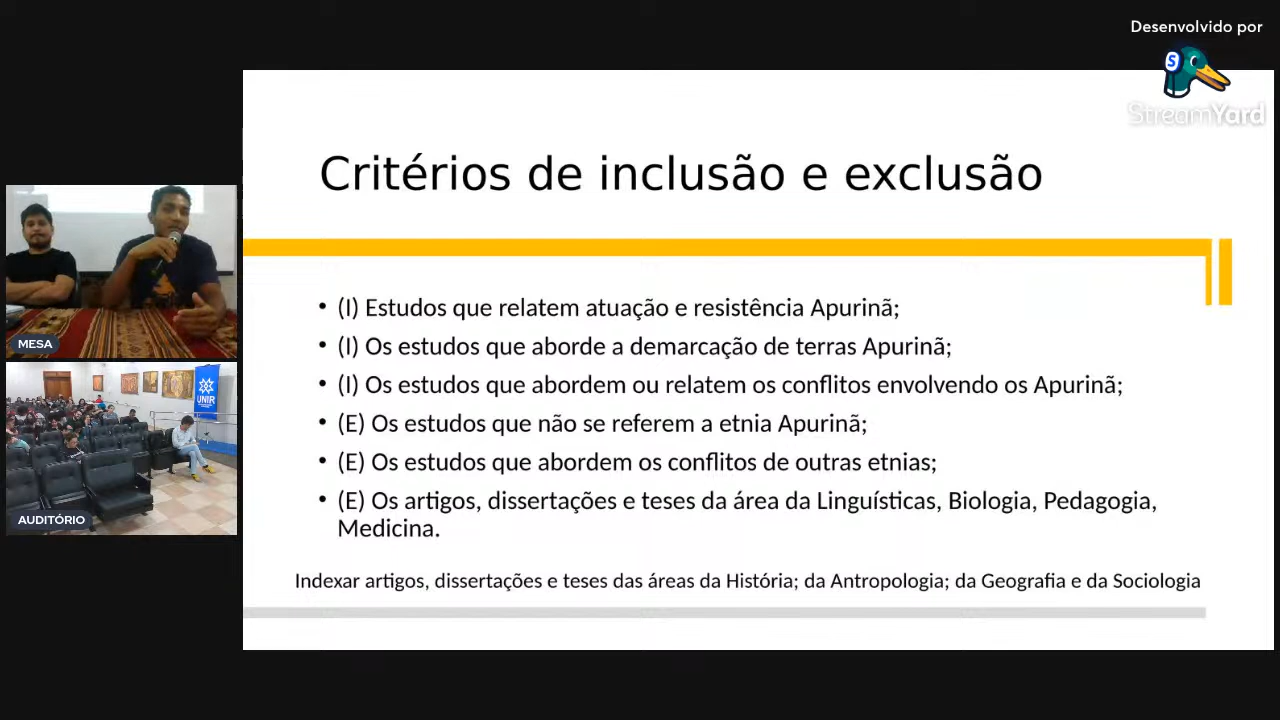 Desenvolvido por
StreamYard
Critérios de inclusão e exclusão
• (I) Estudos que relatem atuação e resistência Apurinã;
• (I) Os estudos que aborde a demarcação de terras Apurinã;
• (I) Os estudos que abordem ou relatem os conflitos envolvendo os Apurinã;
• (E) Os estudos que não se referem a etnia Apurinã;
• (E) Os estudos que abordem os conflitos de outras etnias;
• (E) Os artigos, dissertações e teses da área da Linguísticas, Biologia, Pedagogia,
Medicina.
Indexar artigos, dissertações e teses das áreas da História; da Antropologia; da Geografia e da Sociologia
MESA
UNIR
AUDITÓRIO